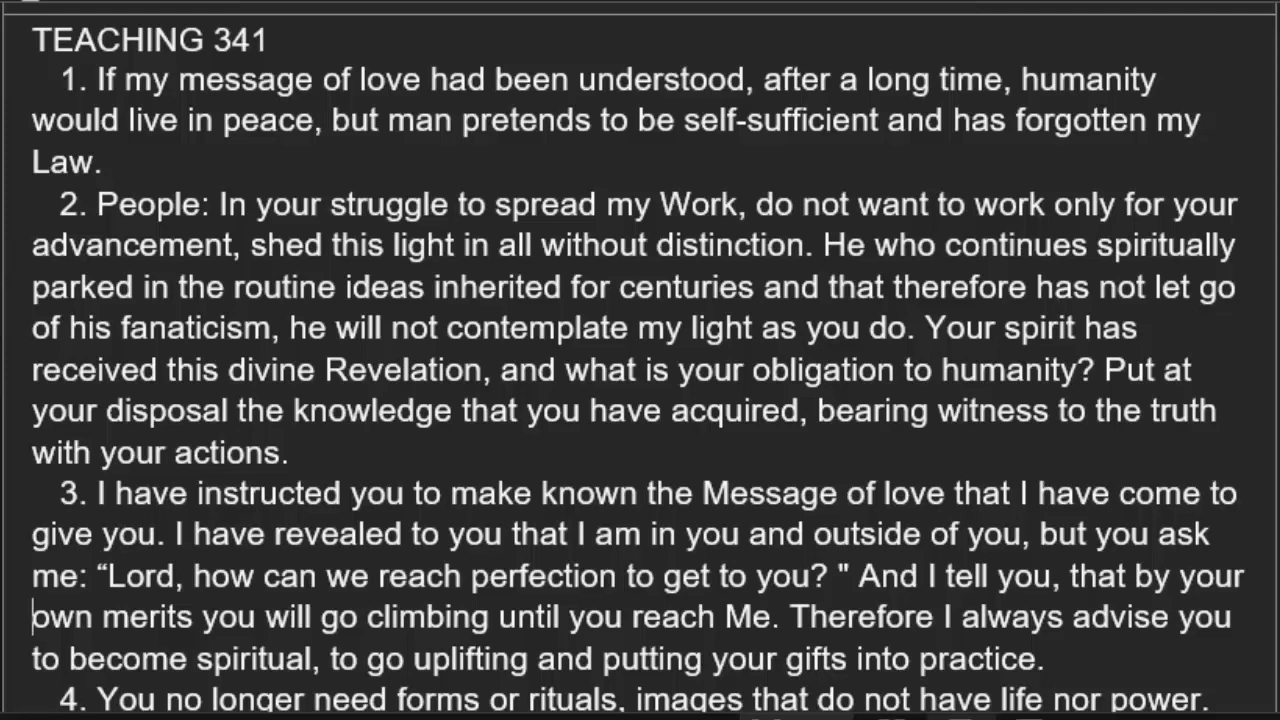 TEACHING 341
1. If my message of love had been understood, after a long time, humanity
would live in peace, but man pretends to be self-sufficient and has forgotten my
Law.
2. People: In your struggle to spread my Work, do not want to work only for your
advancement, shed this light in all without distinction. He who continues spiritually
parked in the routine ideas inherited for centuries and that therefore has not let go
of his fanaticism, he will not contemplate my light as you do. Your spirit has
received this divine Revelation, and what is your obligation to humanity? Put at
your disposal the knowledge that you have acquired, bearing witness to the truth
with your actions.
3. I have instructed you to make known the Message of love that I have come to
give you. I have revealed to you that I am in you and outside of you, but you ask
me: “Lord, how can we reach perfection to get to you? " And I tell you, that by your
own merits you will go climbing until you reach Me. Therefore I always advise you
to become spiritual, to go uplifting and putting your gifts into practice.
4. You no longer need forms or rituals, images that do not have life nor power.